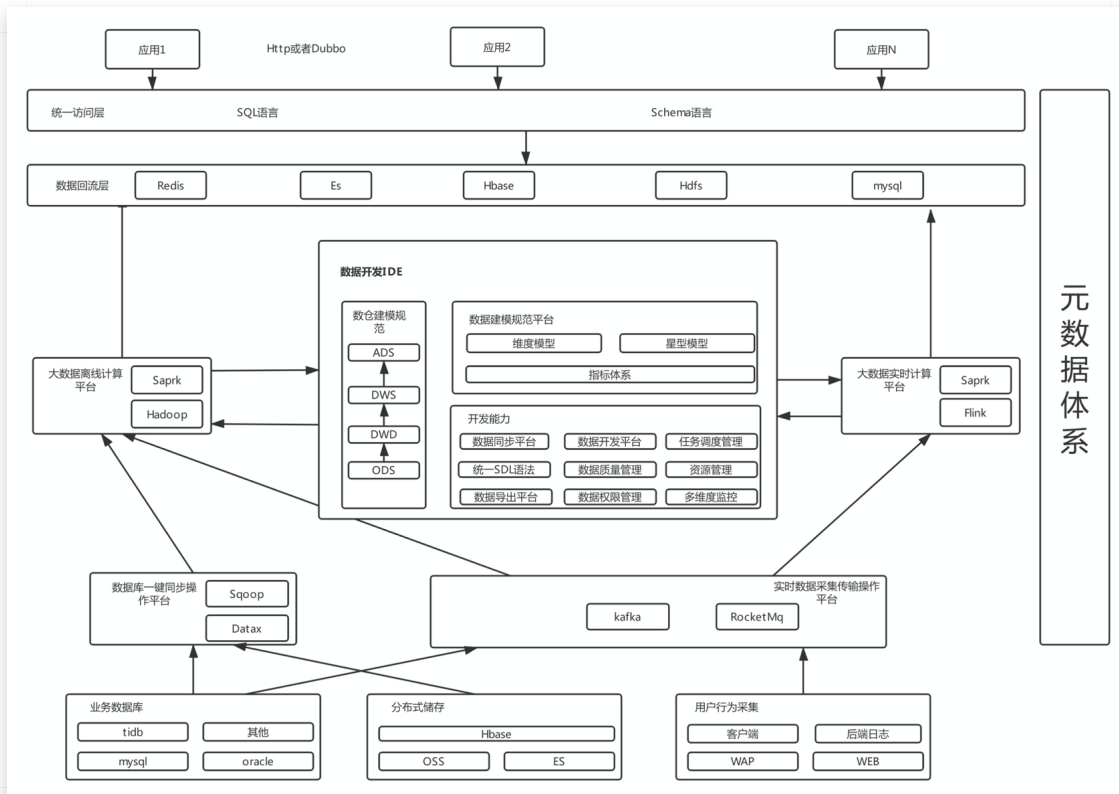 应用1
Http或者Dubbo
应用2
应用N
统一访问层
SQL语言
Schema语言
数据回流层
Redis
Es
Hbase
Hdfs
mysql
数据开发IDE
数仓建模规
范
ADS
DWS
DWD
ODS
数据建模规范平台
维度模型
星型模型
指标体系
开发能力
数据同步平台
数据开发平台
任务调度管理
统一SDL语法
数据质量管理
资源管理
数据导出平台
数据权限管理
多维度监控
大数据离线计算
平台
Saprk
Hadoop
大数据实时计算
平台
Saprk
Flink
元
数
据
体
系
数据库一键同步操
作平台
Sqoop
Datax
实时数据采集传输操作
平台
kafka
RocketMq
业务数据库
tidb
其他
mysql
oracle
分布式储存
Hbase
OSS
ES
用户行为采集
客户端
后端日志
WAP
WEB